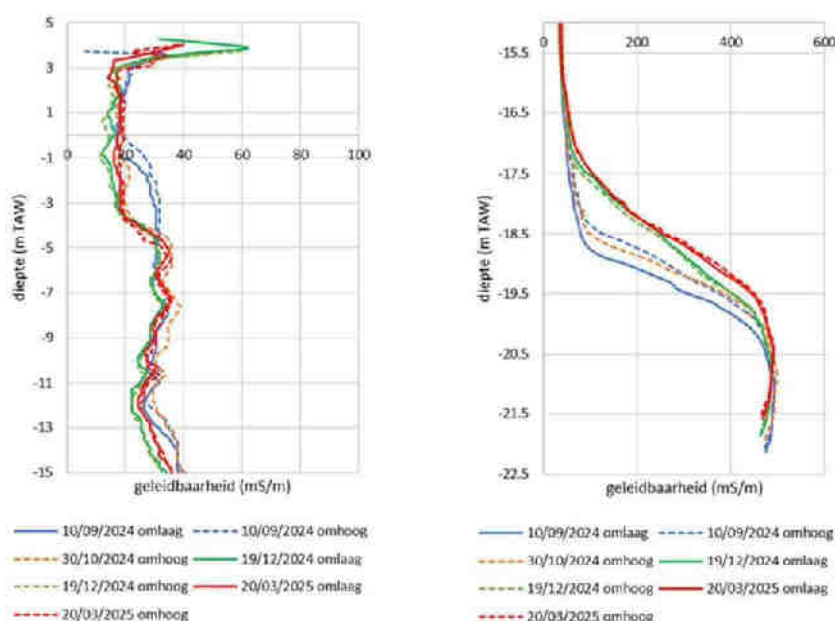 5
3
1
-1
-3
-5
-7
-9
-11
-13
-15
0 20 40 60 80 100
diepte (m TAW)
geleidbaarheid (mS/m)
10/09/2024 omlaag 10/09/2024 omhoog
30/10/2024 omhoog 19/12/2024 omlaag
19/12/2024 omhoog 20/03/2025 omlaag
20/03/2025 omhoog
0 200 400 600
-15.5
-16.5
-17.5
-18.5
-19.5
-20.5
-21.5
-22.5
diepte (m TAW)
geleidbaarheid (mS/m)
10/09/2024 omlaag 10/09/2024 omhoog
30/10/2024 omhoog 19/12/2024 omlaag
19/12/2024 omhoog 20/03/2025 omlaag
20/03/2025 omhoog